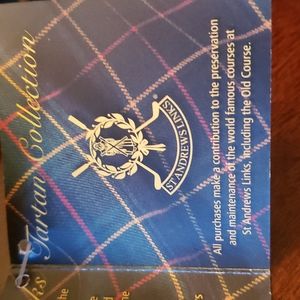 Tartan Collection
ST ANDREWS LINKS
All purchases make a contribution to the preservation
and maintenance of the world famous courses at
St Andrews Links, including the Old Course.
the